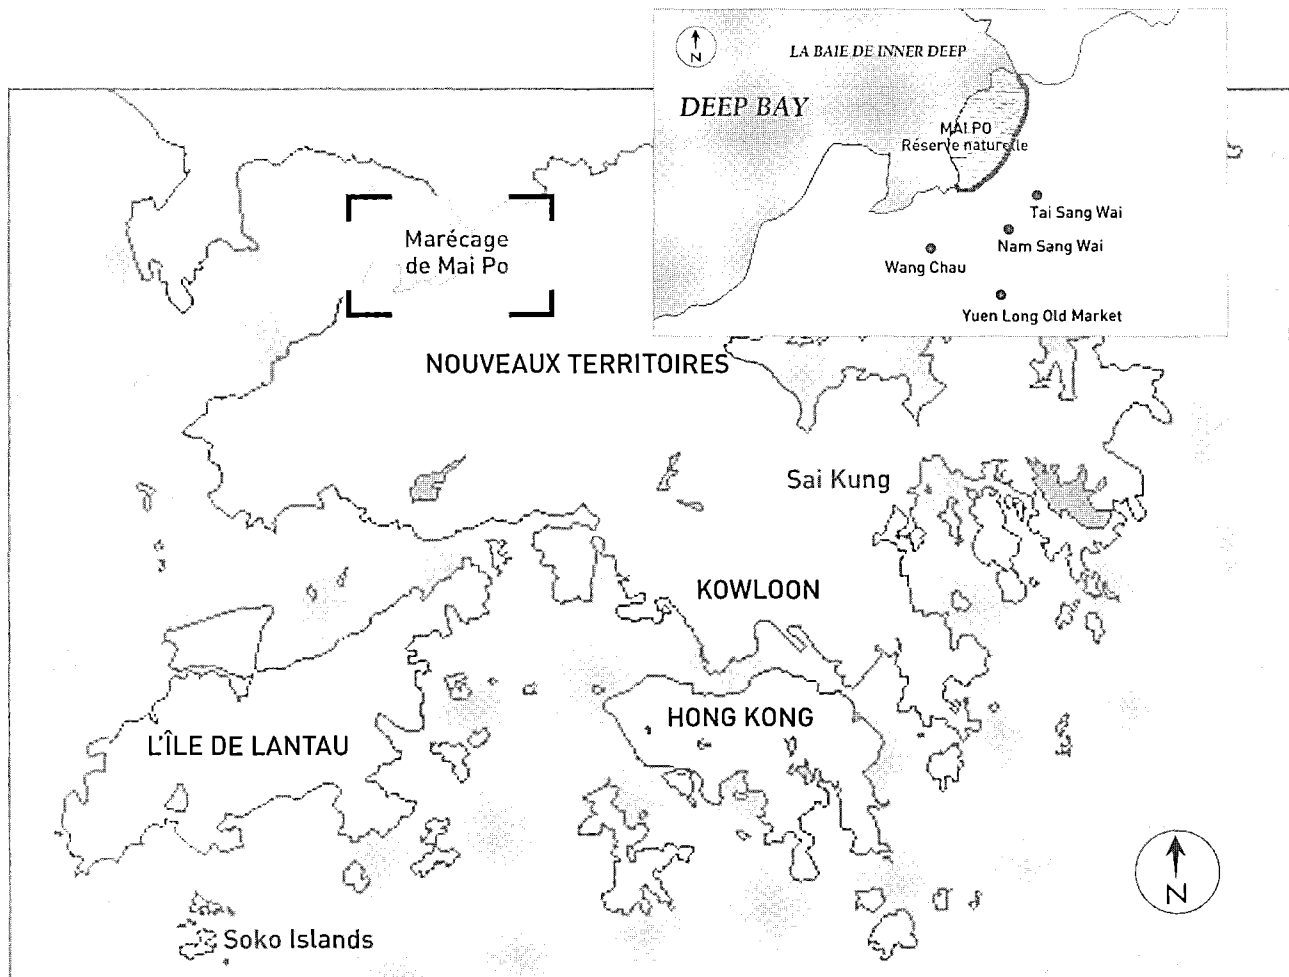 N
LA BAIE DE INNER DEEP
DEEP BAY
MAI PO
Réserve naturelle
Tai Sang Wai
Nam Sang Wai
Wang Chau
Yuen Long Old Market
Marécage
de Mai Po
NOUVEAUX TERRITOIRES
Sai Kung
KOWLOON
HONG KONG
L'ÎLE DE LANTAU
N
Soko Islands